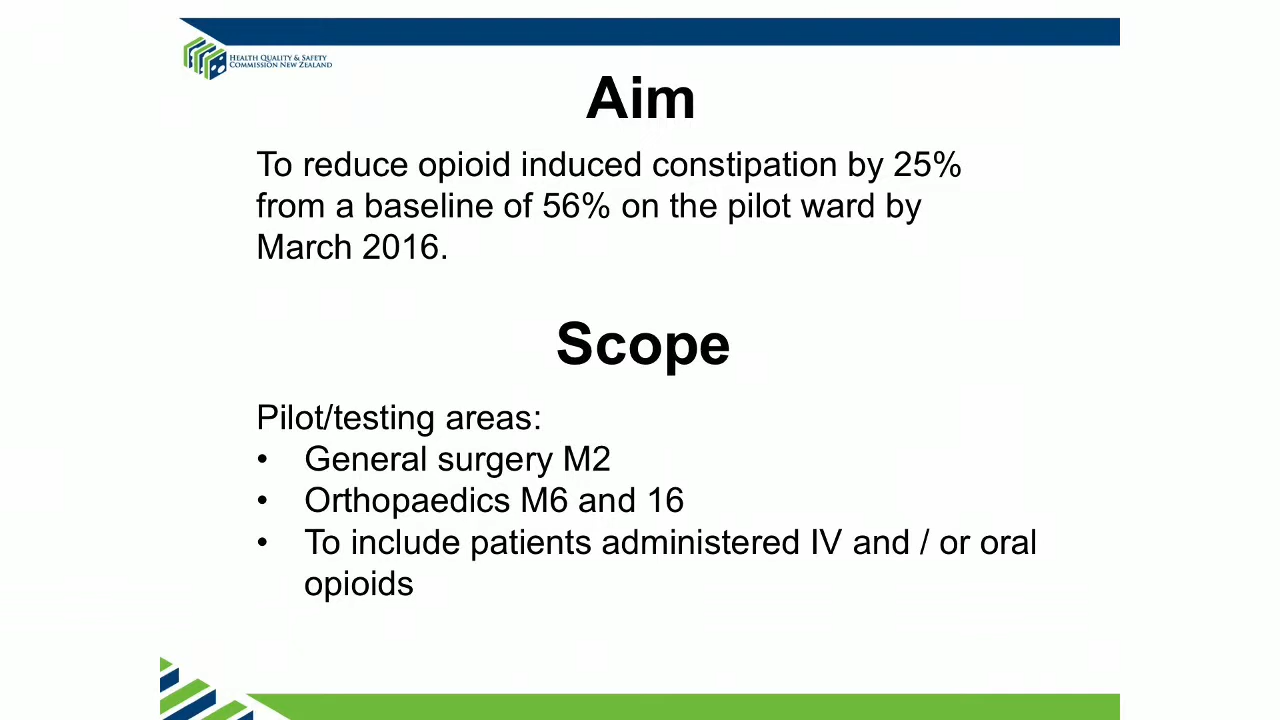 HEALTH QUALITY & SAFETY
COMMISSION NEW ZEALAND
Aim
To reduce opioid induced constipation by 25%
from a baseline of 56% on the pilot ward by
March 2016.
Scope
Pilot/testing areas:
• General surgery M2
• Orthopaedics M6 and 16
• To include patients administered IV and / or oral
opioids